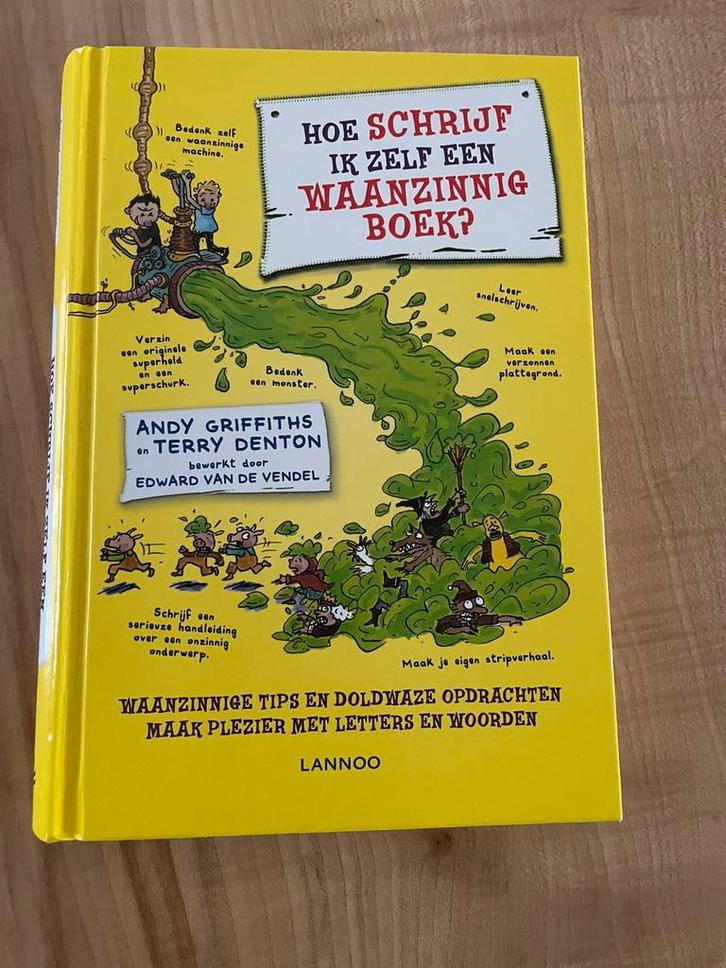 Bedenk zelf
een waanzinnige
machine.
HOE SCHRIJF
IK ZELF EEN
WAANZINNIG
BOEK?
Leer
snelschrijven.
Verzin
een originele
superheld
en een
superschurk.
Bedenk
een monster.
Maak een
verzonnen
plattegrond.
ANDY GRIFFITHS
en TERRY DENTON
bewerkt door
EDWARD VAN DE VENDEL
Schrijf een
serieuze handleiding
over een onzinnig
onderwerp.
Maak je eigen stripverhaal.
WAANZINNIGE TIPS EN DOLDWAZE OPDRACHTEN
MAAK PLEZIER MET LETTERS EN WOORDEN
LANNOO